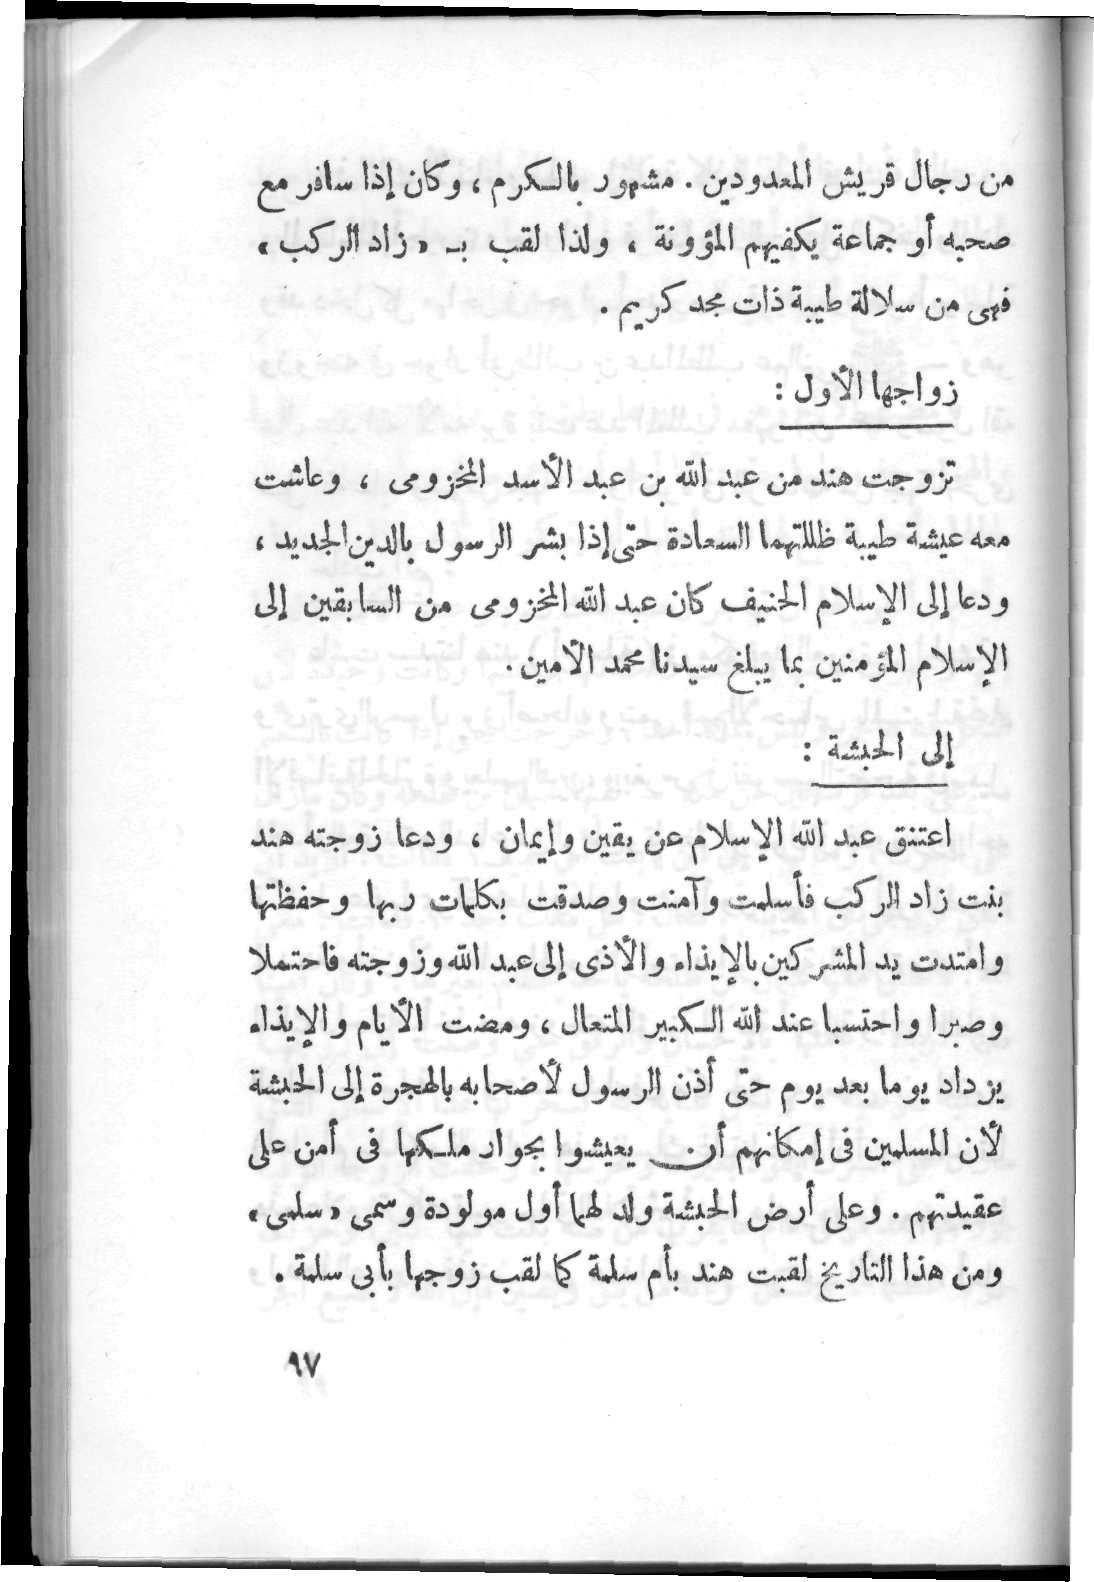 من رجال قريش المعدودين . مشهور بالكرم ، وكان إذا سافر مع
صحبه أو جماعة يكفيهم المؤونة ، ولذا لقب بـ « زاد الركب »
فهى من سلالة طيبة ذات مجد كريم .
زواجها الأول :
تزوجت هند من عبد الله بن عبد الأسد المخزومى ، وعاشت
معه عيشة طيبة ظللتهما السعادة حتى إذا بشر الرسول بالدين الجديد ،
ودعا إلى الإسلام الحنيف كان عبد الله المخزومى من السابقين إلى
الإسلام المؤمنين بما يبلغ سيدنا محمد الأمين .
إلى الحبشة :
اعتنق عبد الله الإسلام عن يقين وإيمان ، ودعا زوجته هند
بنت زاد الركب فأسلمت وآمنت وصدقت بكلمات ربها وحفظتها
وامتدت يد المشركين بالإيذاء والأذى إلى عبد الله وزوجته فاحتملا
وصبرا واحتسبا عند الله الكبير المتعال ، ومضت الأيام والإيذاء
يزداد يوما بعد يوم حتى أذن الرسول لأصحابه بالهجرة إلى الحبشة
لأن المسلمين فى إمكانهم أن يعيشوا بجوار ملكها فى أمن على
عقيدتهم . وعلى أرض الحبشة ولد لهما أول مولودة وسمى « سلمى »
ومن هذا التاريخ لقبت هند بأم سلمة كما لقب زوجها بأبى سلمة .
٩٧